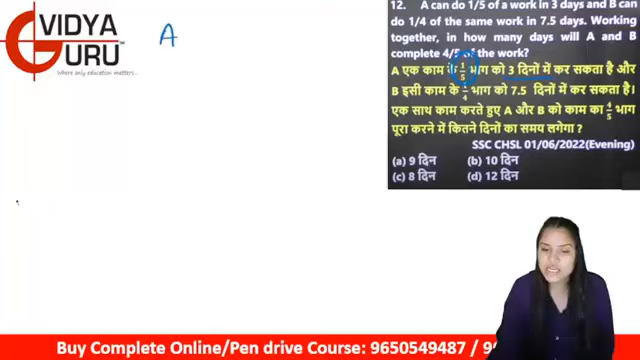 VIDYA
GURU
Where only education matters...
A
12. A can do 1/5 of a work in 3 days and B can
do 1/4 of the same work in 7.5 days. Working
together, in how many days will A and B
complete 4/5 of the work?
A एक काम के 1/5 भाग को 3 दिनों में कर सकता है और
B इसी काम के 1/4 भाग को 7.5 दिनों में कर सकता है।
एक साथ काम करते हुए A और B को काम का 4/5 भाग
पूरा करने में कितने दिनों का समय लगेगा ?
SSC CHSL 01/06/2022(Evening)
(a) 9 दिन (b) 10 दिन
(c) 8 दिन (d) 12 दिन
Buy Complete Online/Pen drive Course: 9650549487 /